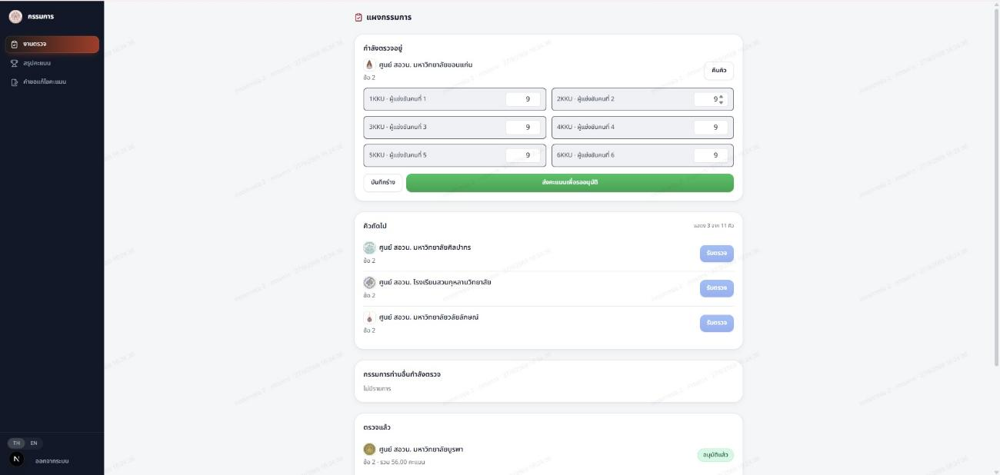 กรรมการ
งานตรวจ
สรุปคะแนน
คำขอแก้ไขคะแนน
TH EN
N ออกจากระบบ
แผงกรรมการ
กำลังตรวจอยู่
ศูนย์ สอวน. มหาวิทยาลัยขอนแก่น
ข้อ 2
คืนคิว
1KKU · ผู้แข่งขันคนที่ 1 9
2KKU · ผู้แข่งขันคนที่ 2 9
3KKU · ผู้แข่งขันคนที่ 3 9
4KKU · ผู้แข่งขันคนที่ 4 9
5KKU · ผู้แข่งขันคนที่ 5 9
6KKU · ผู้แข่งขันคนที่ 6 9
บันทึกร่าง
ส่งคะแนนเพื่อรออนุมัติ
คิวถัดไป
แสดง 3 จาก 11 คิว
ศูนย์ สอวน. มหาวิทยาลัยศิลปากร
ข้อ 2
รับตรวจ
ศูนย์ สอวน. โรงเรียนสวนกุหลาบวิทยาลัย
ข้อ 2
รับตรวจ
ศูนย์ สอวน. มหาวิทยาลัยวลัยลักษณ์
ข้อ 2
รับตรวจ
กรรมการท่านอื่นกำลังตรวจ
ไม่มีรายการ
ตรวจแล้ว
ศูนย์ สอวน. มหาวิทยาลัยบูรพา
ข้อ 2 · รวม 56.00 คะแนน
อนุมัติแล้ว